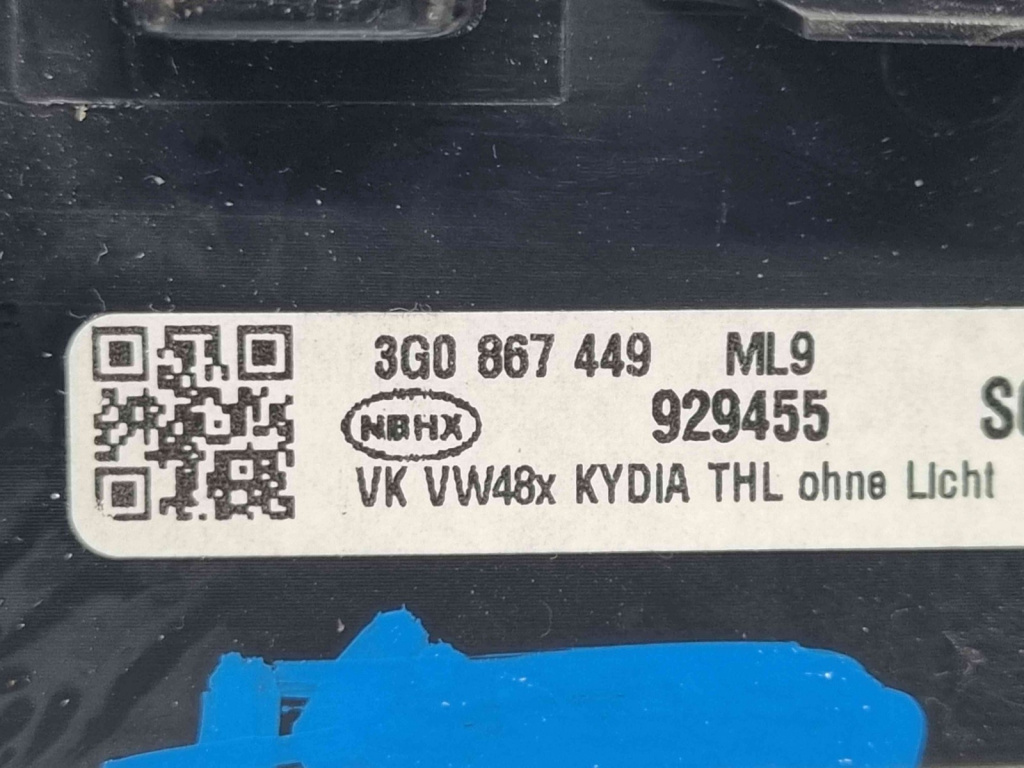 3G0 867 449 ML9
NBHX 929455
VK VW48x KYDIA THL ohne Licht